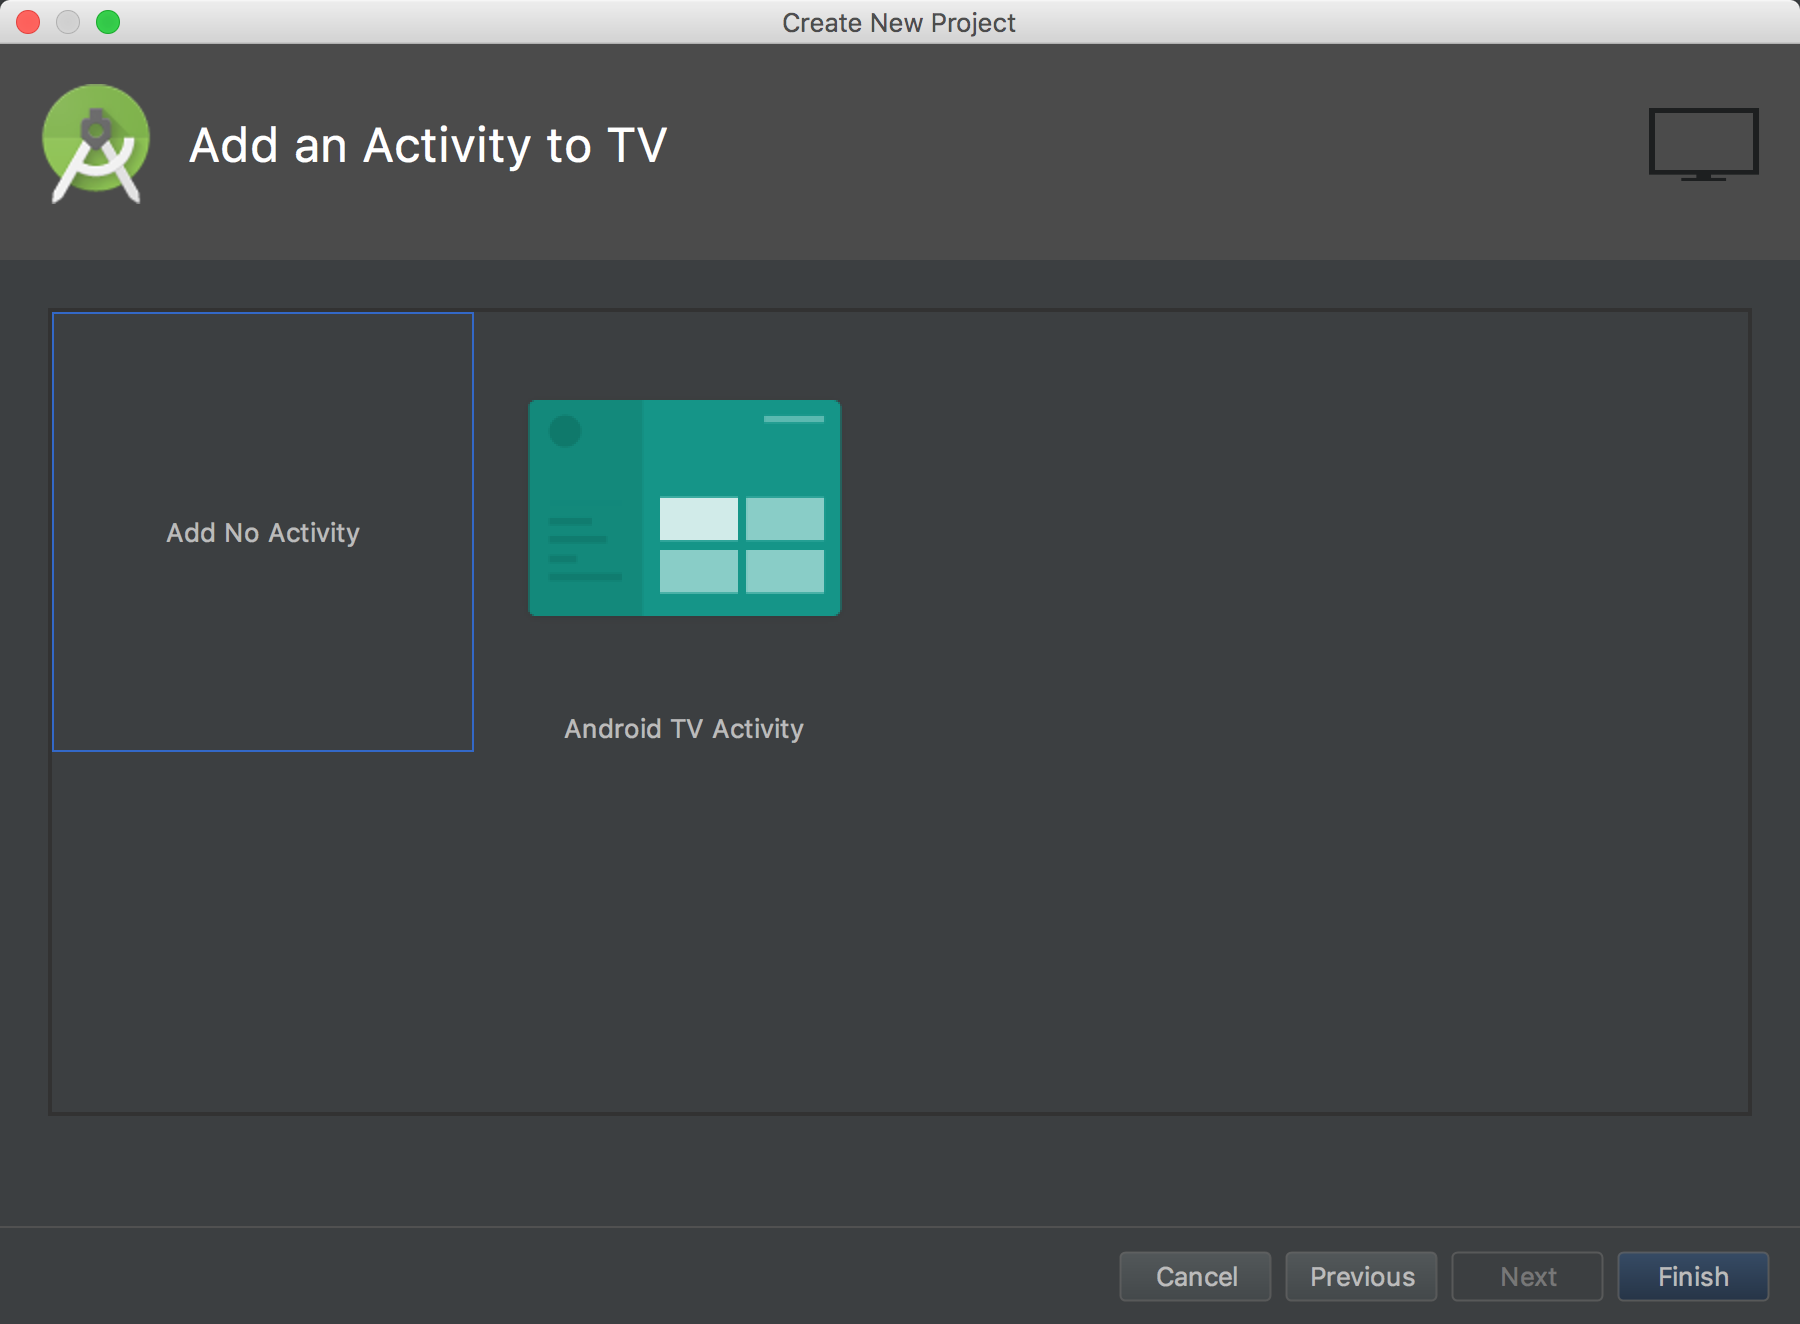 Create New Project
Add an Activity to TV
Add No Activity
Android TV Activity
Cancel
Previous
Next
Finish